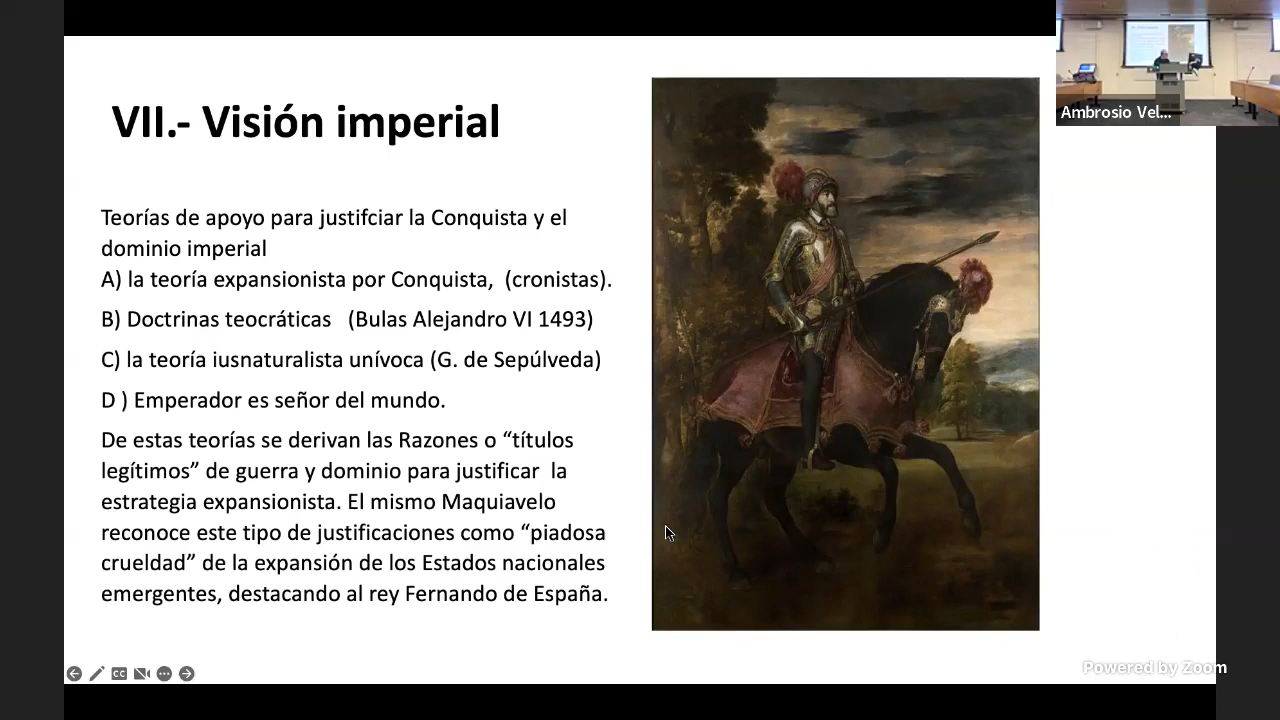 VII.- Visión imperial
Teorías de apoyo para justifciar la Conquista y el
dominio imperial
A) la teoría expansionista por Conquista, (cronistas).
B) Doctrinas teocráticas (Bulas Alejandro VI 1493)
C) la teoría iusnaturalista unívoca (G. de Sepúlveda)
D ) Emperador es señor del mundo.
De estas teorías se derivan las Razones o “títulos
legítimos” de guerra y dominio para justificar la
estrategia expansionista. El mismo Maquiavelo
reconoce este tipo de justificaciones como “piadosa
crueldad” de la expansión de los Estados nacionales
emergentes, destacando al rey Fernando de España.
Ambrosio Vel...
CC
Powered by Zoom